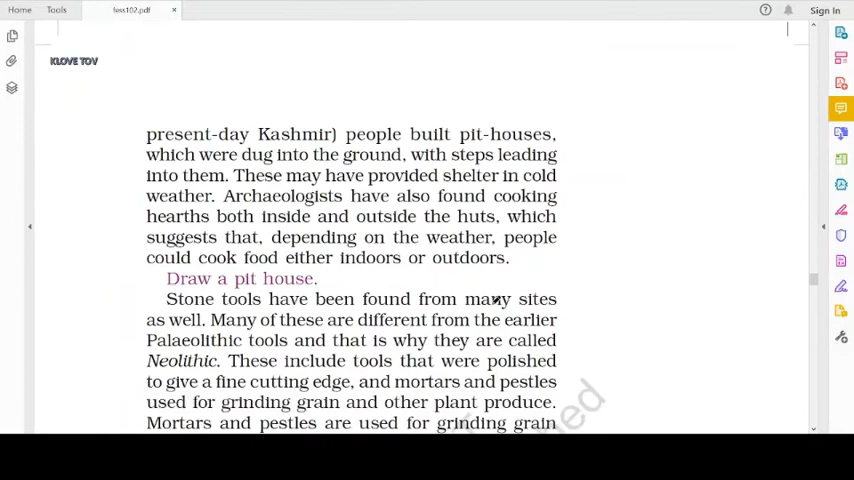 Home Tools fess102.pdf × Sign In
KLOVE TOV
present-day Kashmir) people built pit-houses,
which were dug into the ground, with steps leading
into them. These may have provided shelter in cold
weather. Archaeologists have also found cooking
hearths both inside and outside the huts, which
suggests that, depending on the weather, people
could cook food either indoors or outdoors.
Draw a pit house.
Stone tools have been found from many sites
as well. Many of these are different from the earlier
Palaeolithic tools and that is why they are called
Neolithic. These include tools that were polished
to give a fine cutting edge, and mortars and pestles
used for grinding grain and other plant produce.
Mortars and pestles are used for grinding grain